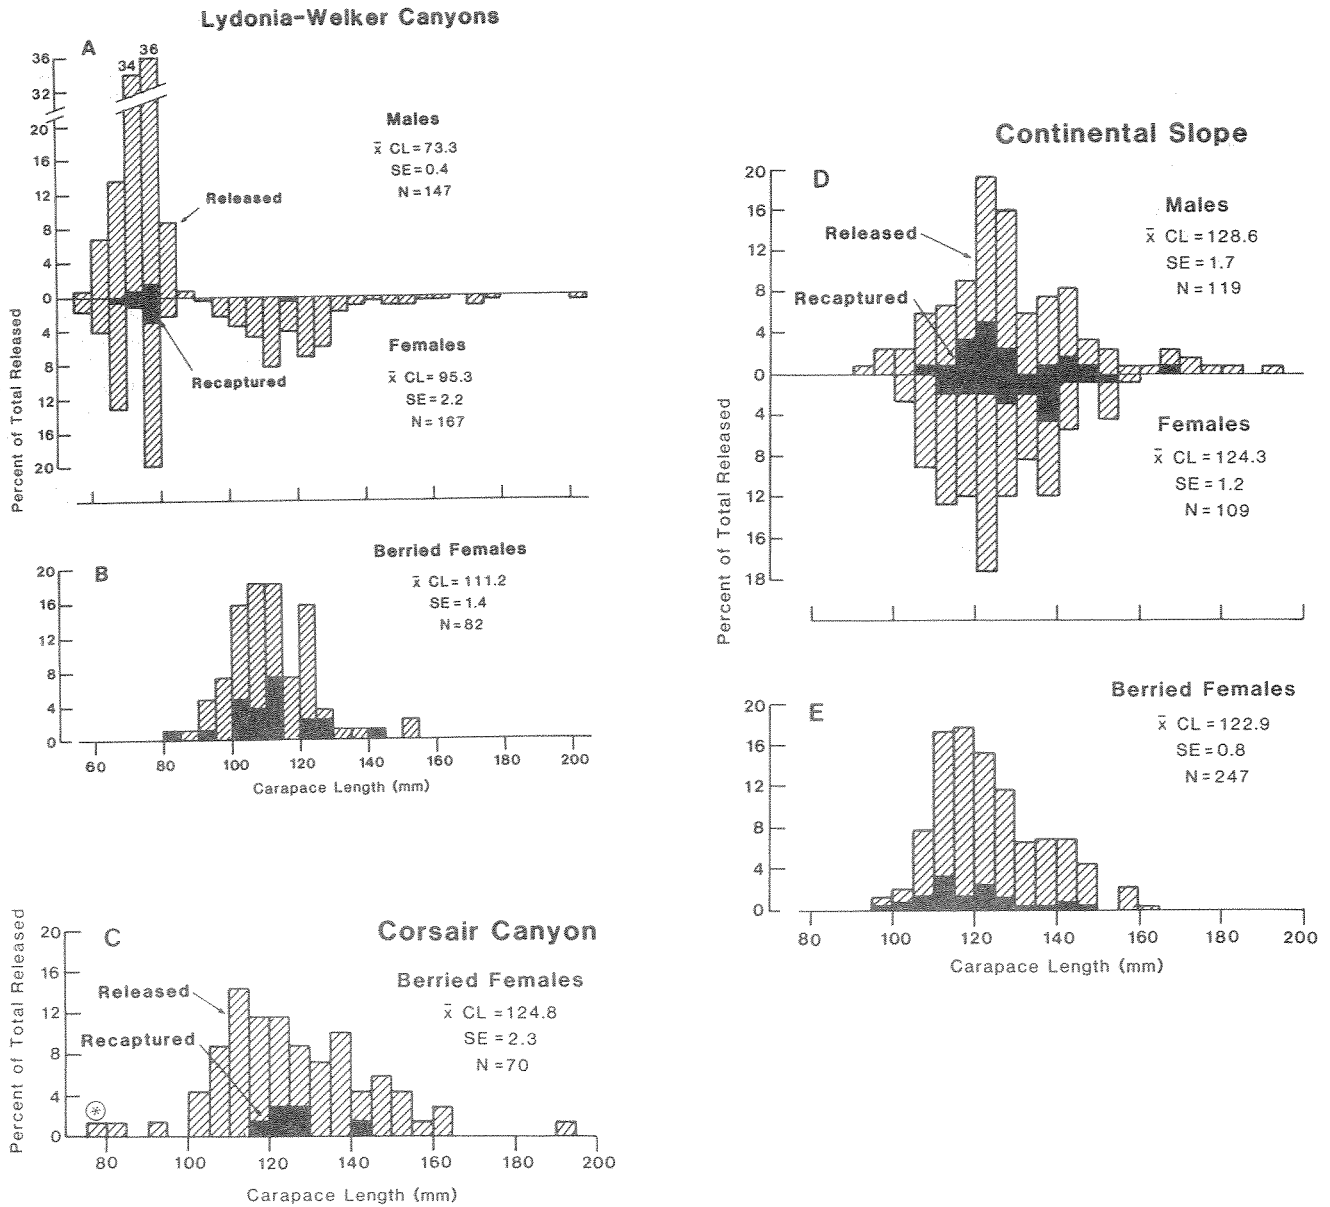 Lydonia-Welker Canyons
A
36
34
36
32
20
16
12
8
4
0
4
8
12
16
20
Percent of Total Released
Males
x̄ CL=73.3
SE=0.4
N=147
Released
Recaptured
Females
x̄ CL=95.3
SE=2.2
N=167
B
Berried Females
x̄ CL=111.2
SE=1.4
N=82
20
16
12
8
4
0
60 80 100 120 140 160 180 200
Carapace Length (mm)
C
Corsair Canyon
Berried Females
x̄ CL=124.8
SE=2.3
N=70
Released
Recaptured
*
Percent of Total Released
20
16
12
8
4
0
80 100 120 140 160 180 200
Carapace Length (mm)
Continental Slope
D
20
16
12
8
4
0
4
8
12
16
18
Percent of Total Released
Males
x̄ CL=128.6
SE=1.7
N=119
Released
Recaptured
Females
x̄ CL=124.3
SE=1.2
N=109
E
Berried Females
x̄ CL=122.9
SE=0.8
N=247
20
16
12
8
4
0
80 100 120 140 160 180 200
Carapace Length (mm)